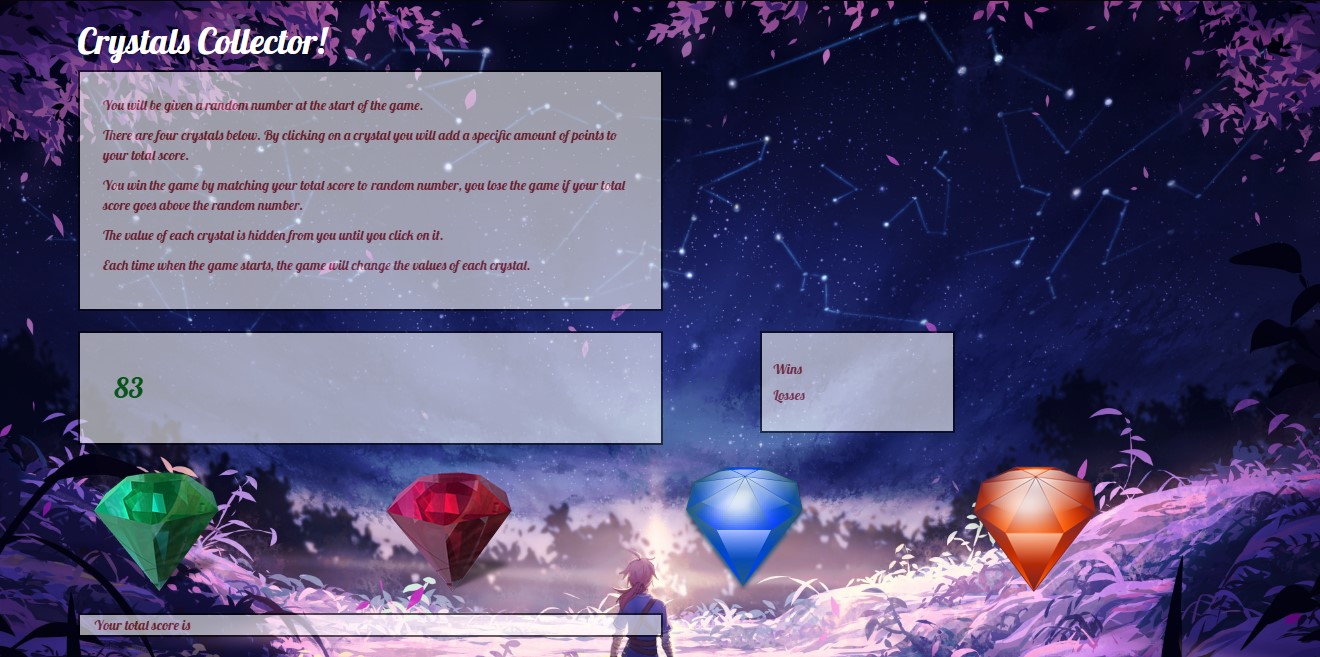 Crystals Collector!
You will be given a random number at the start of the game.
There are four crystals below. By clicking on a crystal you will add a specific amount of points to
your total score.
You win the game by matching your total score to random number, you lose the game if your total
score goes above the random number.
The value of each crystal is hidden from you until you click on it.
Each time when the game starts, the game will change the values of each crystal.
83
Wins
Losses
Your total score is